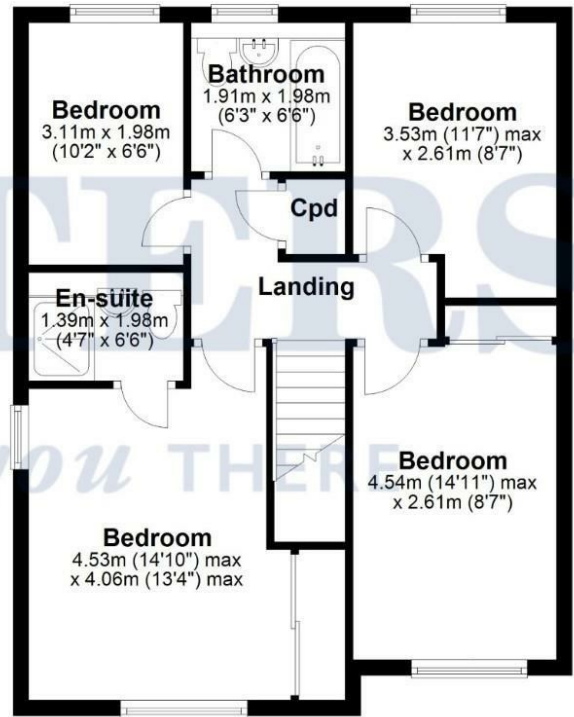 Bedroom
3.11m x 1.98m
(10'2" x 6'6")
Bathroom
1.91m x 1.98m
(6'3" x 6'6")
Bedroom
3.53m (11'7") max
x 2.61m (8'7")
Cpd
Landing
En-suite
1.39m x 1.98m
(4'7" x 6'6")
Bedroom
4.54m (14'11") max
x 2.61m (8'7")
Bedroom
4.53m (14'10") max
x 4.06m (13'4") max
TERS
you THERE